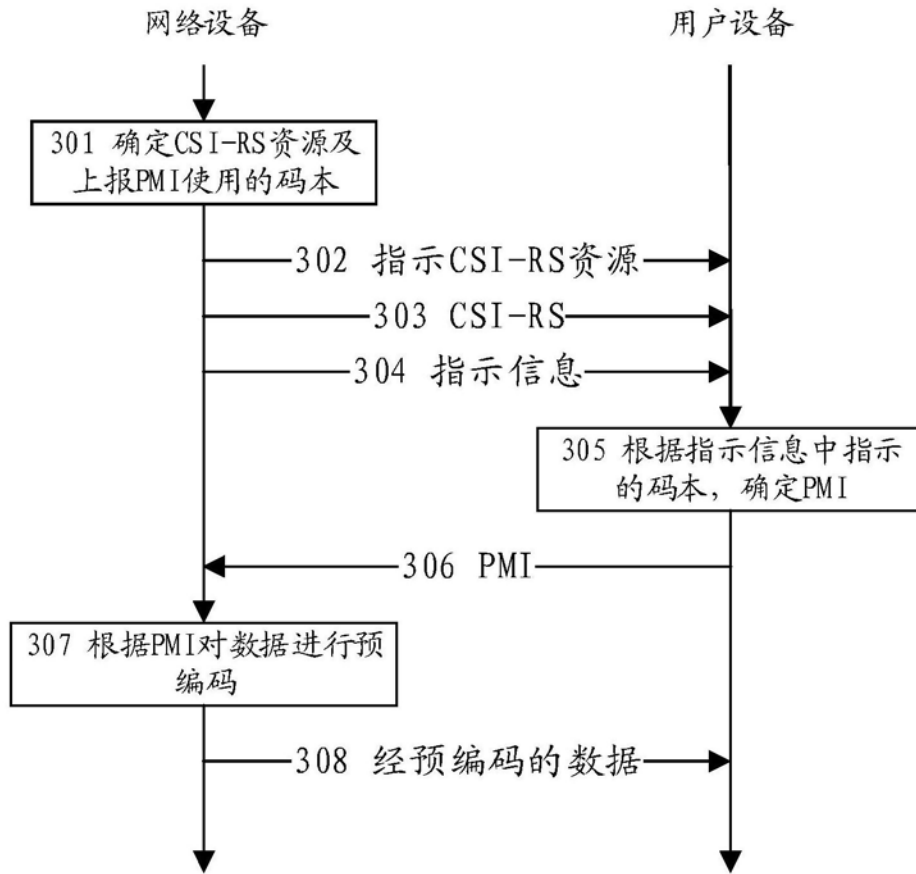 网络设备
用户设备
301 确定CSI-RS资源及
上报PMI使用的码本
302 指示CSI-RS资源
303 CSI-RS
304 指示信息
305 根据指示信息中指示
的码本，确定PMI
306 PMI
307 根据PMI对数据进行预
编码
308 经预编码的数据